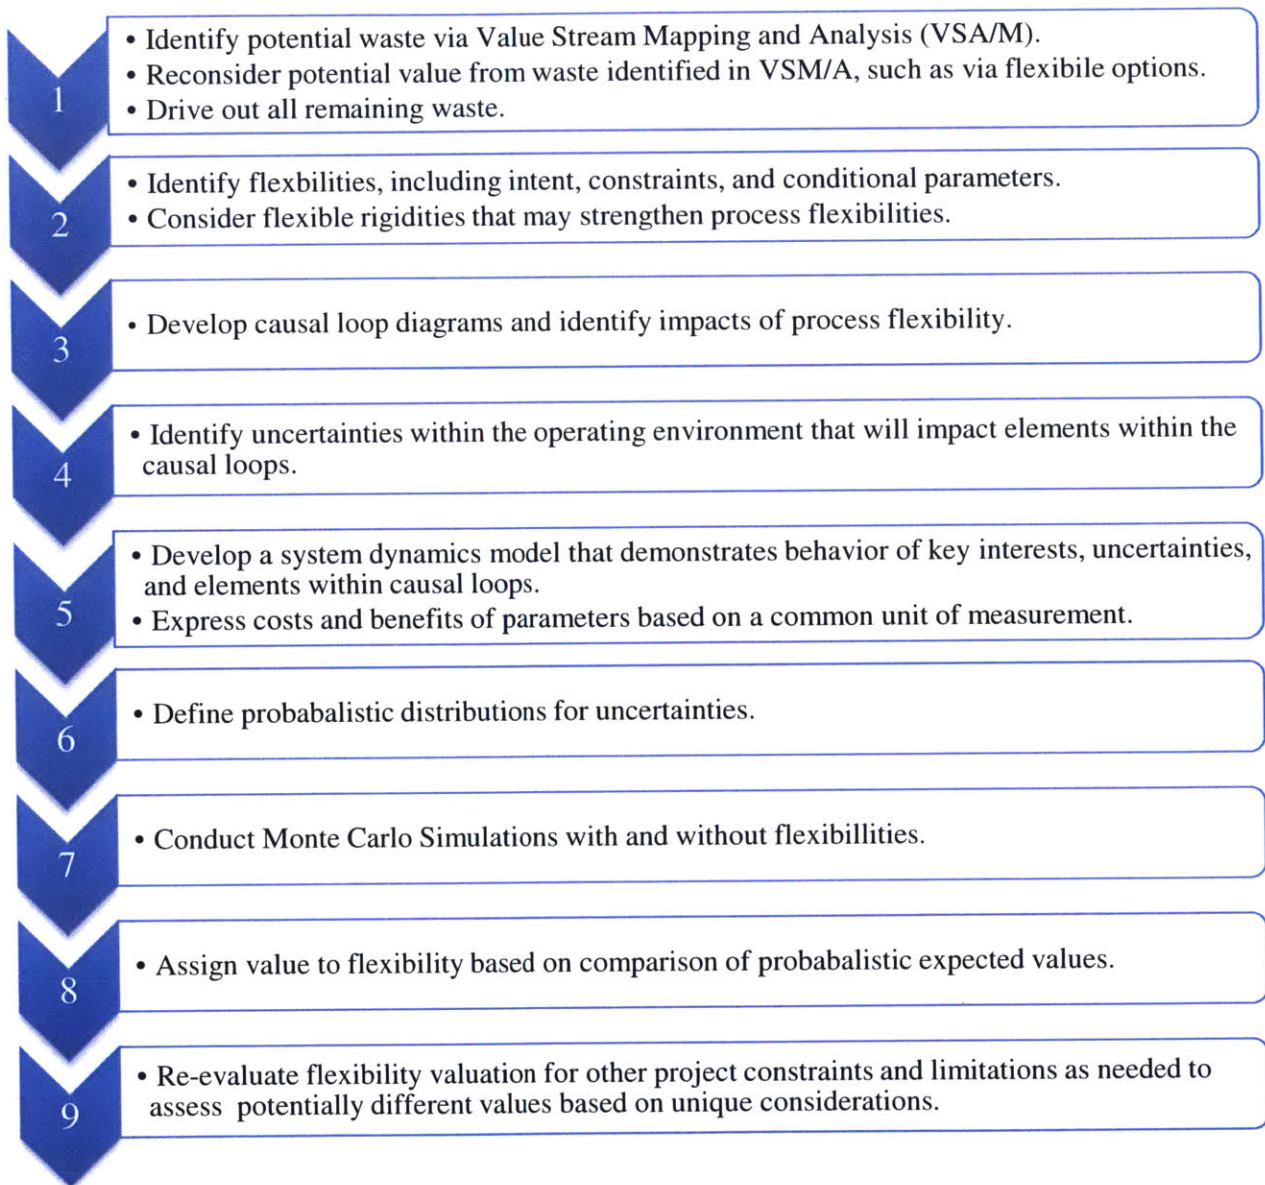 1
• Identify potential waste via Value Stream Mapping and Analysis (VSA/M).
• Reconsider potential value from waste identified in VSM/A, such as via flexibile options.
• Drive out all remaining waste.
2
• Identify flexbilities, including intent, constraints, and conditional parameters.
• Consider flexible rigidities that may strengthen process flexibilities.
3
• Develop causal loop diagrams and identify impacts of process flexibility.
4
• Identify uncertainties within the operating environment that will impact elements within the
causal loops.
5
• Develop a system dynamics model that demonstrates behavior of key interests, uncertainties,
and elements within causal loops.
• Express costs and benefits of parameters based on a common unit of measurement.
6
• Define probabalistic distributions for uncertainties.
7
• Conduct Monte Carlo Simulations with and without flexibillities.
8
• Assign value to flexibility based on comparison of probabalistic expected values.
9
• Re-evaluate flexibility valuation for other project constraints and limitations as needed to
assess potentially different values based on unique considerations.